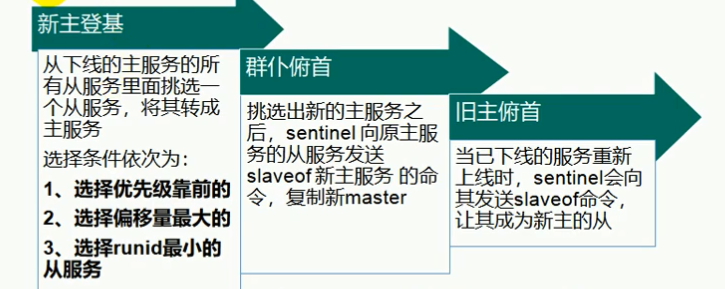 新主登基
从下线的主服务的所
有从服务里面挑选一
个从服务，将其转成
主服务
选择条件依次为：
1、选择优先级靠前的
2、选择偏移量最大的
3、选择runid最小的
从服务
群仆俯首
挑选出新的主服务之
后，sentinel 向原主服
务的从服务发送
slaveof 新主服务 的命
令，复制新master
旧主俯首
当已下线的服务重新
上线时，sentinel会向
其发送slaveof命令，
让其成为新主的从